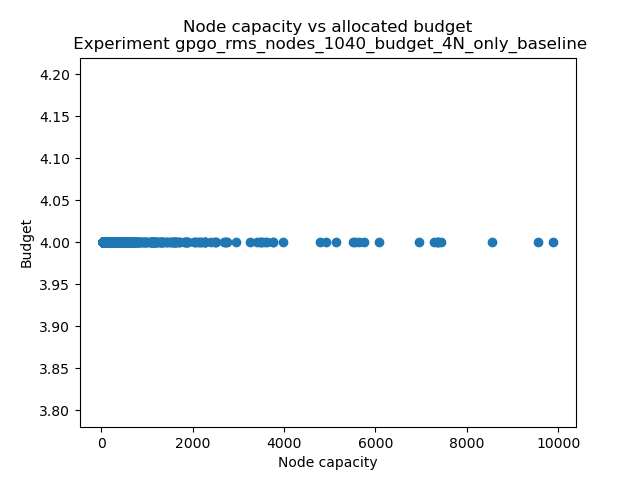 Node capacity vs allocated budget
Experiment gpgo_rms_nodes_1040_budget_4N_only_baseline
4.20
4.15
4.10
4.05
4.00
3.95
3.90
3.85
3.80
Budget
0 2000 4000 6000 8000 10000
Node capacity